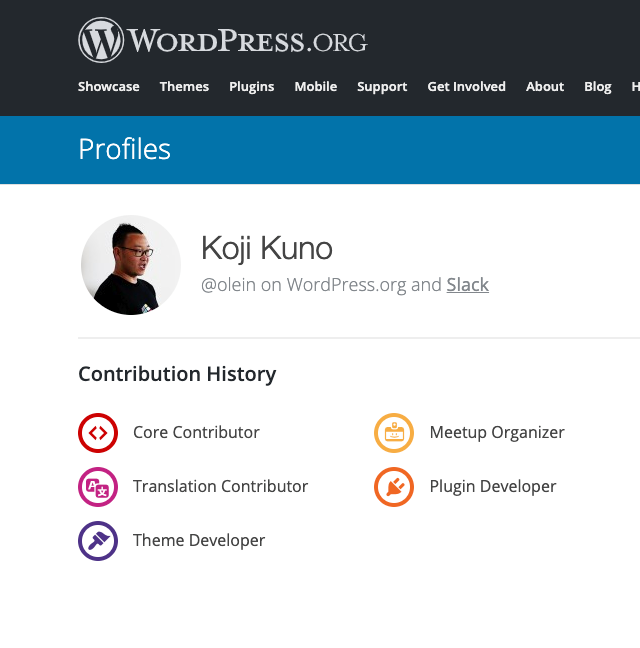 WORDPRESS.ORG
Showcase Themes Plugins Mobile Support Get Involved About Blog
Profiles
Koji Kuno
@olein on WordPress.org and Slack
Contribution History
Core Contributor
Meetup Organizer
Translation Contributor
Plugin Developer
Theme Developer